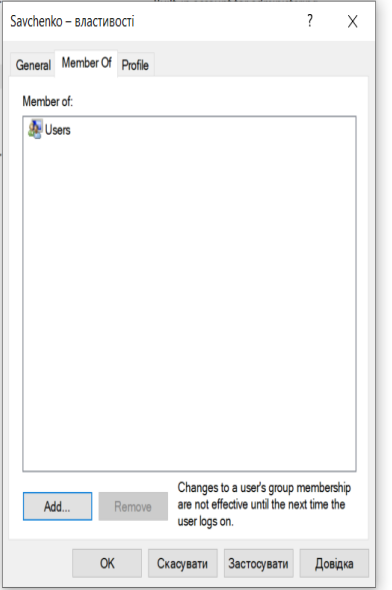 Savchenko – властивості
?
X
General Member Of Profile
Member of:
Users
Add...
Remove
Changes to a user's group membership
are not effective until the next time the
user logs on.
OK
Скасувати
Застосувати
Довідка